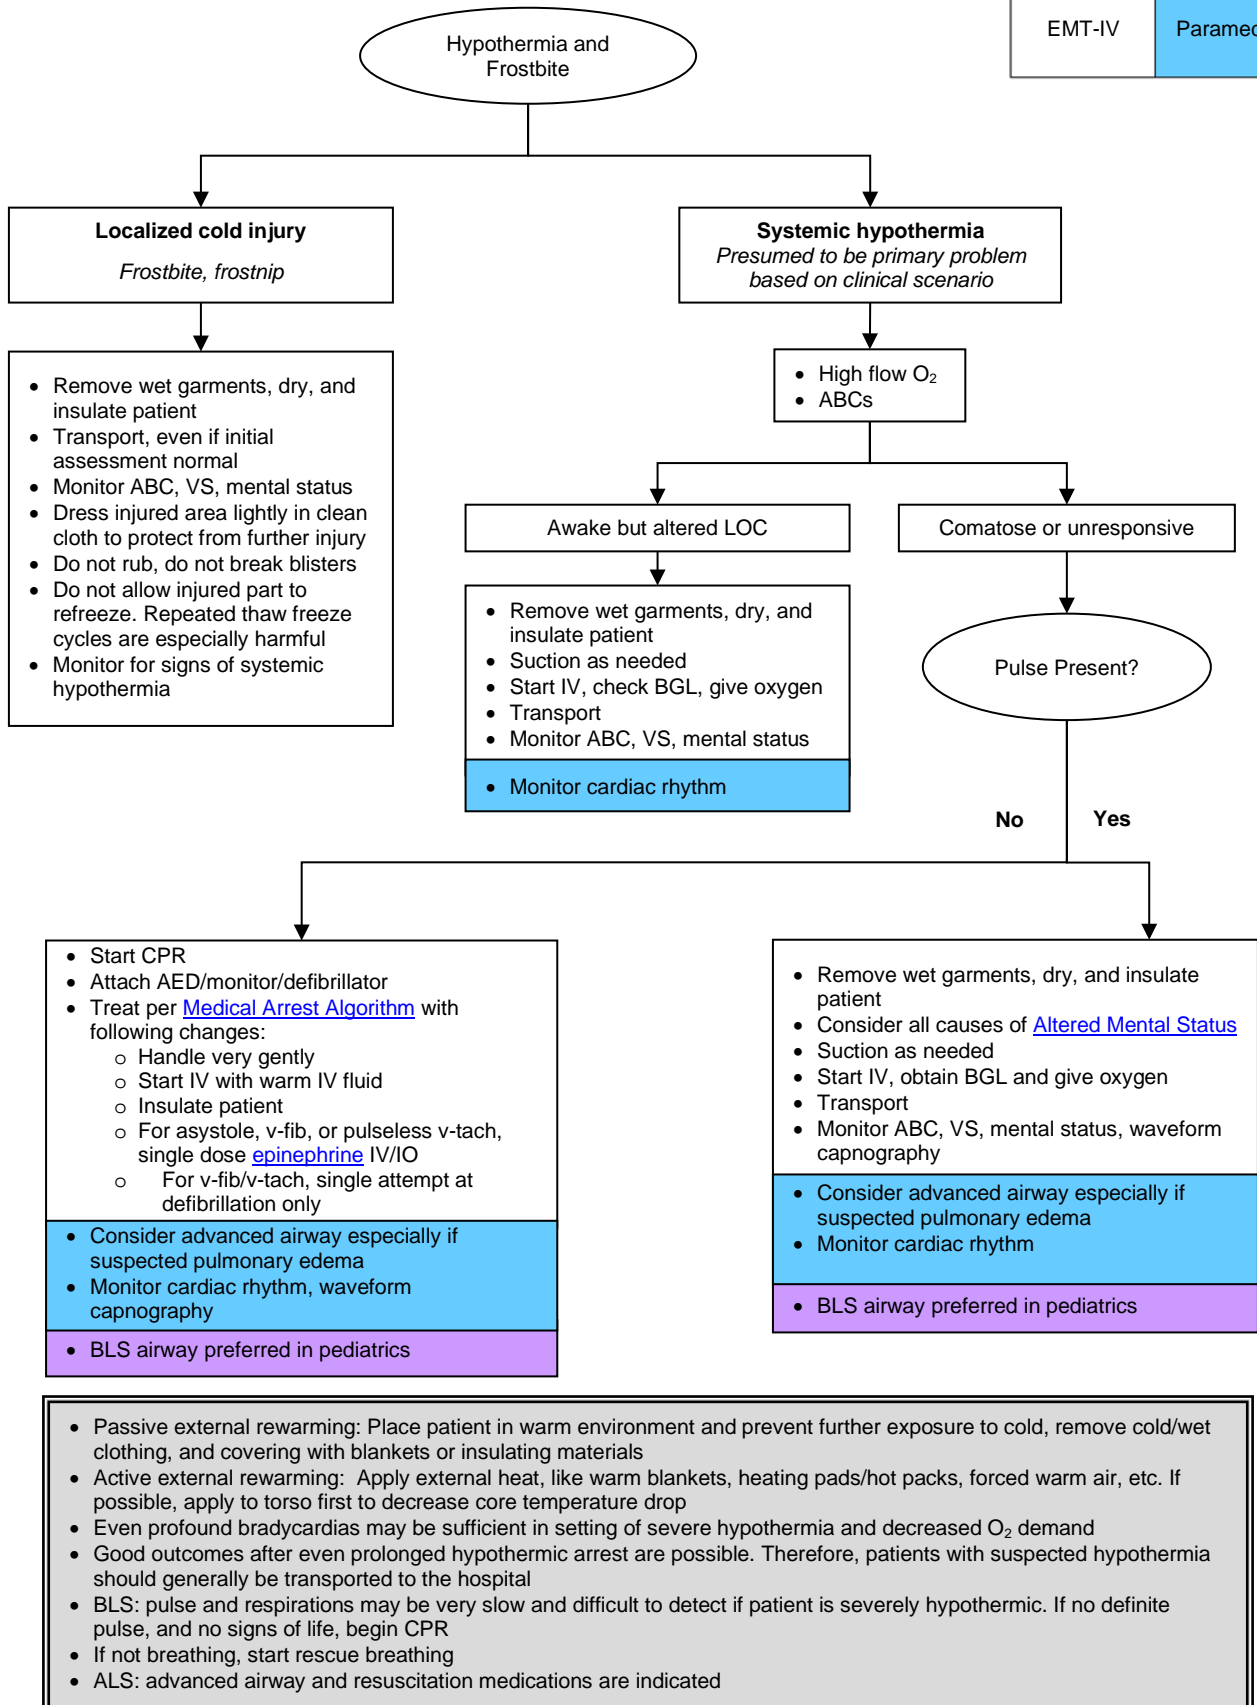 EMT-IV
Hypothermia and
Frostbite
Localized cold injury
Frostbite, frostnip
Systemic hypothermia
Presumed to be primary problem
based on clinical scenario
• Remove wet garments, dry, and
insulate patient
• Transport, even if initial
assessment normal
• Monitor ABC, VS, mental status
• Dress injured area lightly in clean
cloth to protect from further injury
• Do not rub, do not break blisters
• Do not allow injured part to
refreeze. Repeated thaw freeze
cycles are especially harmful
• Monitor for signs of systemic
hypothermia
• High flow O₂
• ABCs
Awake but altered LOC
Comatose or unresponsive
• Remove wet garments, dry, and
insulate patient
• Suction as needed
• Start IV, check BGL, give oxygen
• Transport
• Monitor ABC, VS, mental status
• Monitor cardiac rhythm
Pulse Present?
No
Yes
• Start CPR
• Attach AED/monitor/defibrillator
• Treat per Medical Arrest Algorithm with
following changes:
o Handle very gently
o Start IV with warm IV fluid
o Insulate patient
o For asystole, v-fib, or pulseless v-tach,
single dose epinephrine IV/IO
o For v-fib/v-tach, single attempt at
defibrillation only
• Consider advanced airway especially if
suspected pulmonary edema
• Monitor cardiac rhythm, waveform
capnography
• BLS airway preferred in pediatrics
• Remove wet garments, dry, and insulate
patient
• Consider all causes of Altered Mental Status
• Suction as needed
• Start IV, obtain BGL and give oxygen
• Transport
• Monitor ABC, VS, mental status, waveform
capnography
• Consider advanced airway especially if
suspected pulmonary edema
• Monitor cardiac rhythm
• BLS airway preferred in pediatrics
• Passive external rewarming: Place patient in warm environment and prevent further exposure to cold, remove cold/wet
clothing, and covering with blankets or insulating materials
• Active external rewarming: Apply external heat, like warm blankets, heating pads/hot packs, forced warm air, etc. If
possible, apply to torso first to decrease core temperature drop
• Even profound bradycardias may be sufficient in setting of severe hypothermia and decreased O₂ demand
• Good outcomes after even prolonged hypothermic arrest are possible. Therefore, patients with suspected hypothermia
should generally be transported to the hospital
• BLS: pulse and respirations may be very slow and difficult to detect if patient is severely hypothermic. If no definite
pulse, and no signs of life, begin CPR
• If not breathing, start rescue breathing
• ALS: advanced airway and resuscitation medications are indicated